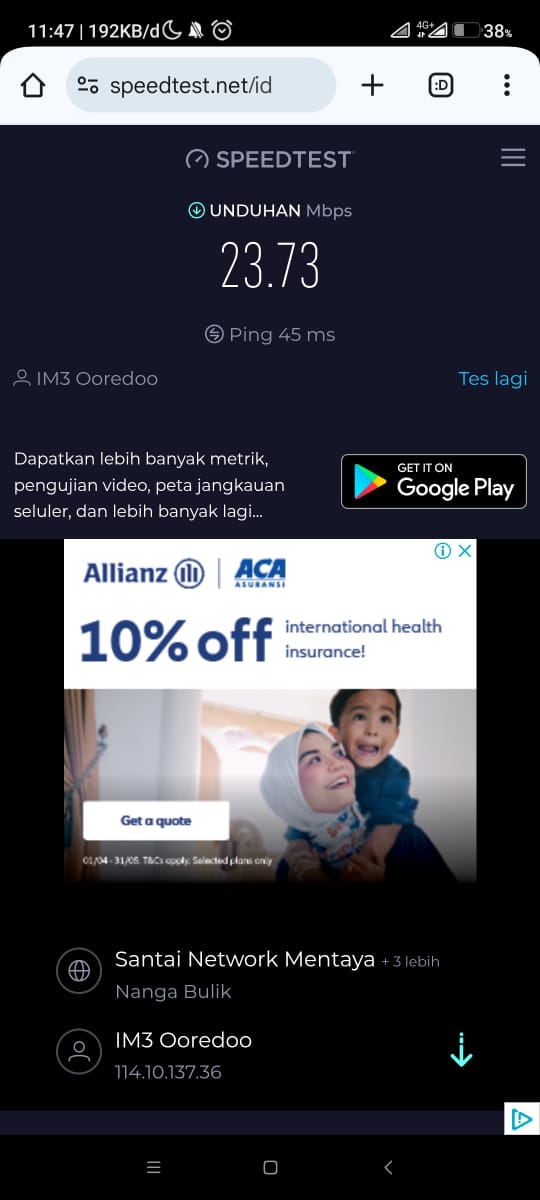 11:47 | 192KB/d
4G+
38%
speedtest.net/id
:D
SPEEDTEST
UNDUHAN Mbps
23.73
Ping 45 ms
IM3 Ooredoo
Tes lagi
Dapatkan lebih banyak metrik,
pengujian video, peta jangkauan
seluler, dan lebih banyak lagi...
GET IT ON
Google Play
Allianz
ACA
ASURANSI
10% off
international health
insurance!
Get a quote
01/04 - 31/05. T&Cs apply. Selected plans only
Santai Network Mentaya + 3 lebih
Nanga Bulik
IM3 Ooredoo
114.10.137.36